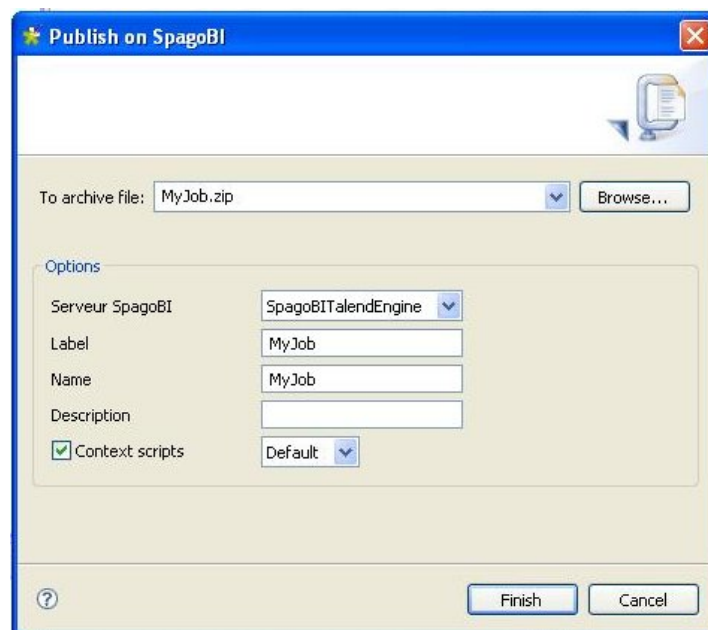 Publish on SpagoBI
To archive file: MyJob.zip Browse...
Options
Serveur SpagoBI SpagoBITalendEngine
Label MyJob
Name MyJob
Description
Context scripts Default
Finish Cancel